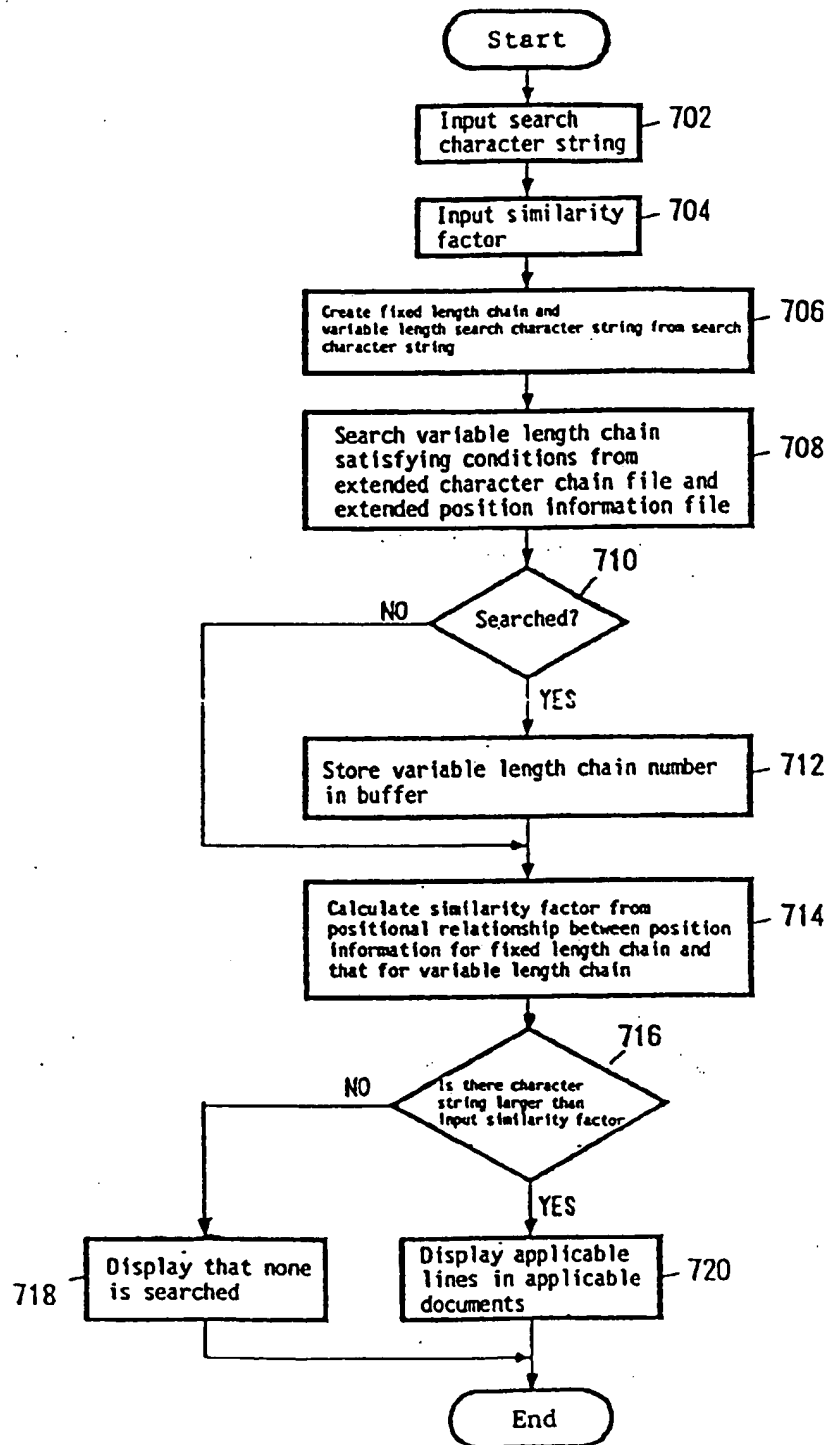 Start
Input search
character string
702
Input similarity
factor
704
Create fixed length chain and
variable length search character string from search
character string
706
Search variable length chain
satisfying conditions from
extended character chain file and
extended position information file
708
710
NO
Searched?
YES
Store variable length chain number
in buffer
712
Calculate similarity factor from
positional relationship between position
information for fixed length chain and
that for variable length chain
714
716
NO
Is there character
string larger than
input similarity factor
YES
Display that none
is searched
718
Display applicable
lines in applicable
documents
720
End